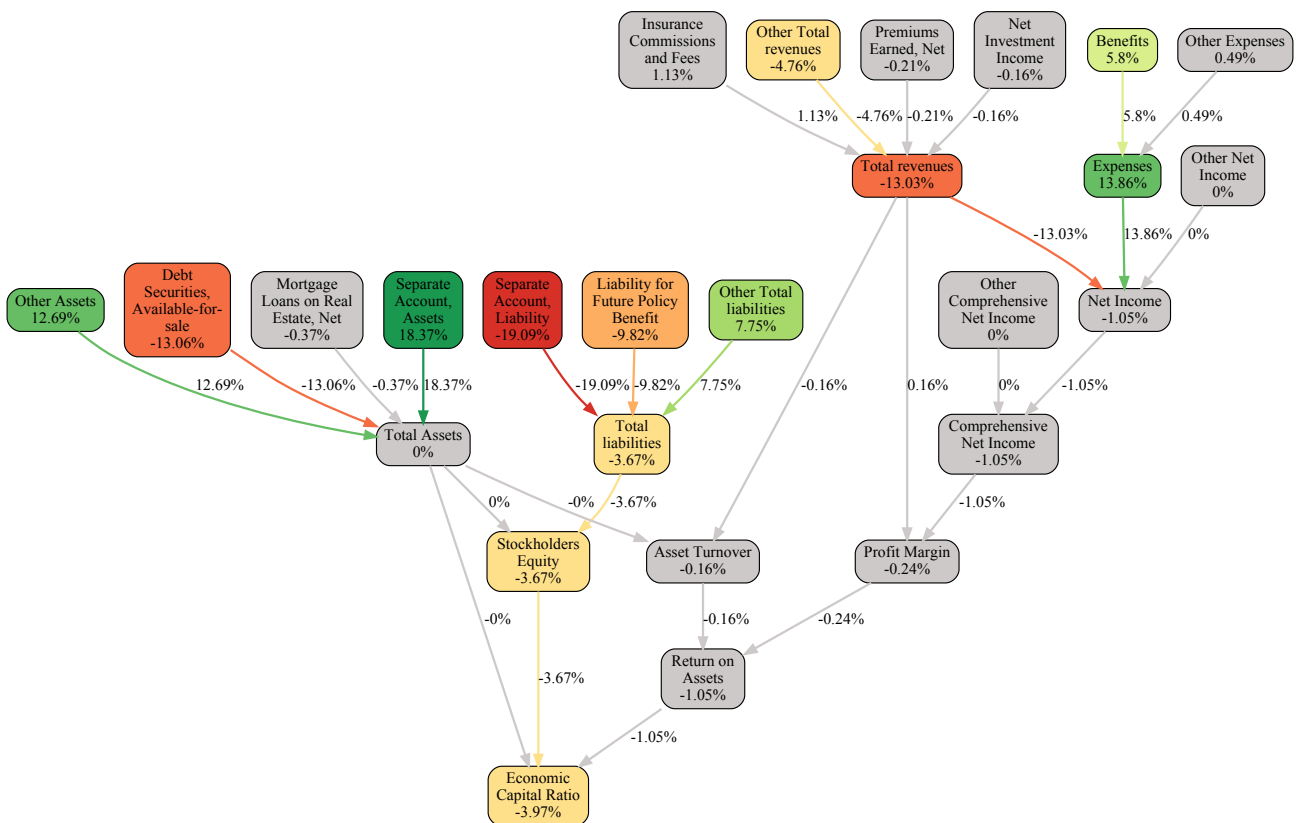 Insurance
Commissions
and Fees
1.13%
Other Total
revenues
-4.76%
Premiums
Earned, Net
-0.21%
Net
Investment
Income
-0.16%
Benefits
5.8%
Other Expenses
0.49%
1.13%
-4.76%
-0.21%
-0.16%
5.8%
0.49%
Total revenues
-13.03%
Expenses
13.86%
Other Net
Income
0%
-13.03%
13.86%
0%
Other Assets
12.69%
Debt
Securities,
Available-for-
sale
-13.06%
Mortgage
Loans on Real
Estate, Net
-0.37%
Separate
Account,
Assets
18.37%
Separate
Account,
Liability
-19.09%
Liability for
Future Policy
Benefit
-9.82%
Other Total
liabilities
7.75%
Other
Comprehensive
Net Income
0%
Net Income
-1.05%
12.69%
-13.06%
-0.37%
18.37%
-19.09%
-9.82%
7.75%
-0.16%
0.16%
0%
-1.05%
Total Assets
0%
Total
liabilities
-3.67%
Comprehensive
Net Income
-1.05%
0%
-3.67%
-0%
-1.05%
Stockholders
Equity
-3.67%
Asset Turnover
-0.16%
Profit Margin
-0.24%
-0%
-0.16%
-0.24%
-3.67%
Return on
Assets
-1.05%
-1.05%
Economic
Capital Ratio
-3.97%